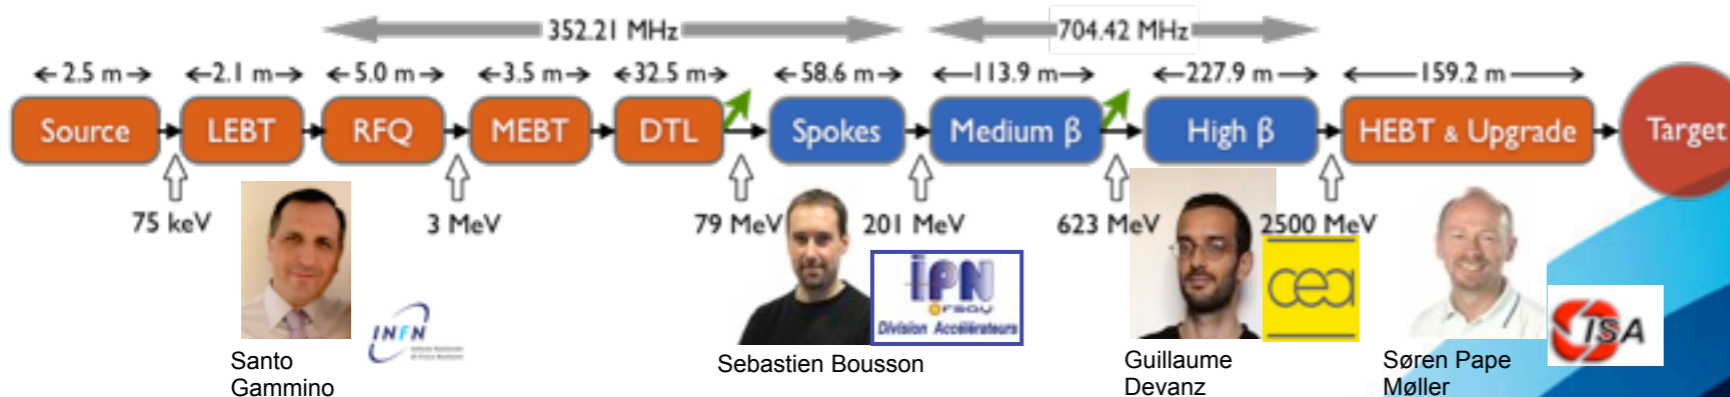 352.21 MHz
704.42 MHz
2.5 m
2.1 m
5.0 m
3.5 m
32.5 m
58.6 m
113.9 m
227.9 m
159.2 m
Source
LEBT
RFQ
MEBT
DTL
Spokes
Medium β
High β
HEBT & Upgrade
Target
75 keV
3 MeV
79 MeV
201 MeV
623 MeV
2500 MeV
INFN
iPN
Division Accélérateurs
cea
ISA
Santo
Gammino
Sebastien Bousson
Guillaume
Devanz
Søren Pape
Møller